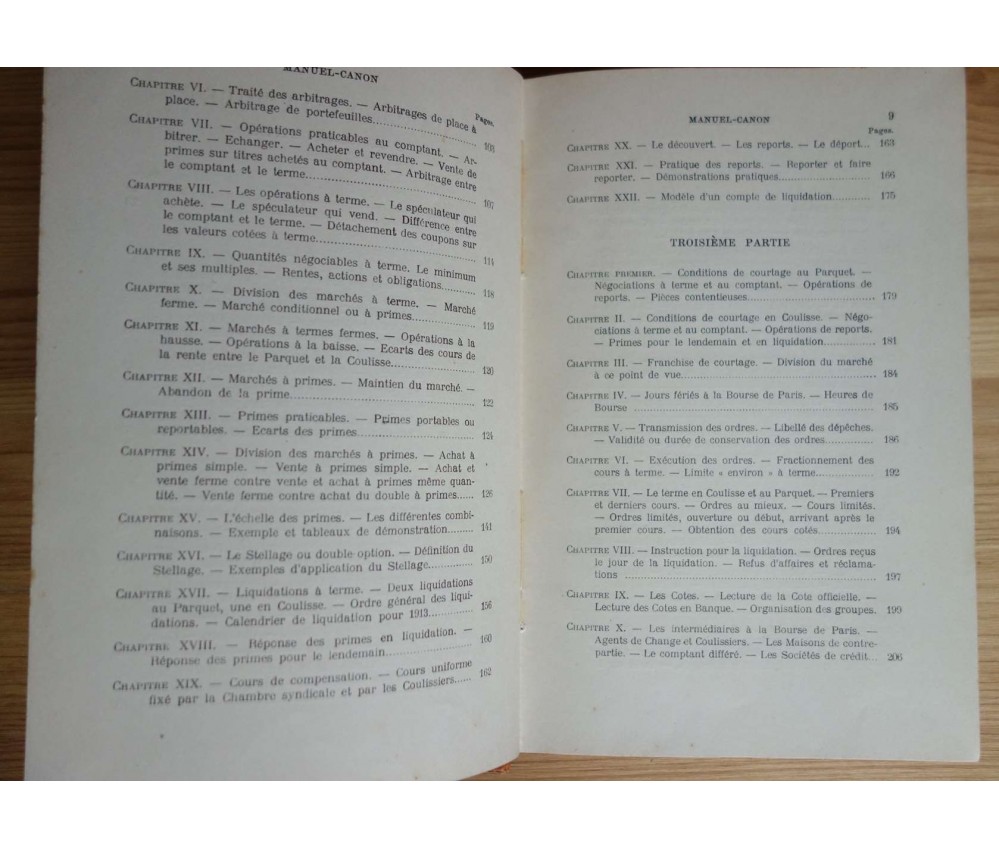 MANUEL-CANON
CHAPITRE VI. — Traité des arbitrages. — Arbitrages de place à
place. — Arbitrage de portefeuilles.................
Pages.
103
CHAPITRE VII. — Opérations praticables au comptant. — Ar-
bitrer. — Echanger. — Acheter et revendre. — Vente de
primes sur titres achetés au comptant. — Arbitrage entre
le comptant et le terme................. 107
CHAPITRE VIII. — Les opérations à terme. — Le spéculateur qui
achète. — Le spéculateur qui vend. — Différence entre
le comptant et le terme. — Détachement des coupons sur
les valeurs cotées à terme................. 114
CHAPITRE IX. — Quantités négociables à terme. Le minimum
et ses multiples. — Rentes, actions et obligations......... 118
CHAPITRE X. — Division des marchés à terme. — Marché
ferme. — Marché conditionnel ou à primes................. 119
CHAPITRE XI. — Marchés à termes fermes. — Opérations à la
hausse. — Opérations à la baisse. — Ecarts des cours de
la rente entre le Parquet et la Coulisse................. 120
CHAPITRE XII. — Marchés à primes. — Maintien du marché. —
Abandon de la prime................. 122
CHAPITRE XIII. — Primes praticables. — Primes portables ou
reportables. — Ecarts des primes................. 124
CHAPITRE XIV. — Division des marchés à primes. — Achat à
primes simple. — Vente à primes simple. — Achat et
vente ferme contre vente et achat à primes même quan-
tité. — Vente ferme contre achat du double à primes...... 126
CHAPITRE XV. — L'échelle des primes. — Les différentes combi-
naisons. — Exemple et tableaux de démonstration......... 141
CHAPITRE XVI. — Le Stellage ou double option. — Définition du
Stellage. — Exemples d'application du Stellage............ 150
CHAPITRE XVII. — Liquidations à terme. — Deux liquidations
au Parquet, une en Coulisse. — Ordre général des liqui-
dations. — Calendrier de liquidation pour 1913............ 156
CHAPITRE XVIII. — Réponse des primes en liquidation. —
Réponse des primes pour le lendemain................. 160
CHAPITRE XIX. — Cours de compensation. — Cours uniforme
fixé par la Chambre syndicale et par les Coulissiers...... 162
MANUEL-CANON 9
Pages.
CHAPITRE XX. — Le découvert. — Les reports. — Le déport... 163
CHAPITRE XXI. — Pratique des reports. — Reporter et faire
reporter. — Démonstrations pratiques................. 166
CHAPITRE XXII. — Modèle d'un compte de liquidation............ 175
TROISIÈME PARTIE
CHAPITRE PREMIER. — Conditions de courtage au Parquet. —
Négociations à terme et au comptant. — Opérations de
reports. — Pièces contentieuses................. 179
CHAPITRE II. — Conditions de courtage en Coulisse. — Négo-
ciations à terme et au comptant. — Opérations de reports.
— Primes pour le lendemain et en liquidation............ 181
CHAPITRE III. — Franchise de courtage. — Division du marché
à ce point de vue................. 184
CHAPITRE IV. — Jours fériés à la Bourse de Paris. — Heures de
Bourse ................. 185
CHAPITRE V. — Transmission des ordres. — Libellé des dépêches.
— Validité ou durée de conservation des ordres............ 186
CHAPITRE VI. — Exécution des ordres. — Fractionnement des
cours à terme. — Limite « environ » à terme............ 192
CHAPITRE VII. — Le terme en Coulisse et au Parquet. — Premiers
et derniers cours. — Ordres au mieux. — Cours limités.
— Ordres limités, ouverture ou début, arrivant après le
premier cours. — Obtention des cours cotés............ 194
CHAPITRE VIII. — Instruction pour la liquidation. — Ordres reçus
le jour de la liquidation. — Refus d'affaires et réclama-
tions ................. 197
CHAPITRE IX. — Les Cotes. — Lecture de la Cote officielle. —
Lecture des Cotes en Banque. — Organisation des groupes. 199
CHAPITRE X. — Les intermédiaires à la Bourse de Paris. —
Agents de Change et Coulissiers. — Les Maisons de contre-
partie. — Le comptant différé. — Les Sociétés de crédit... 206